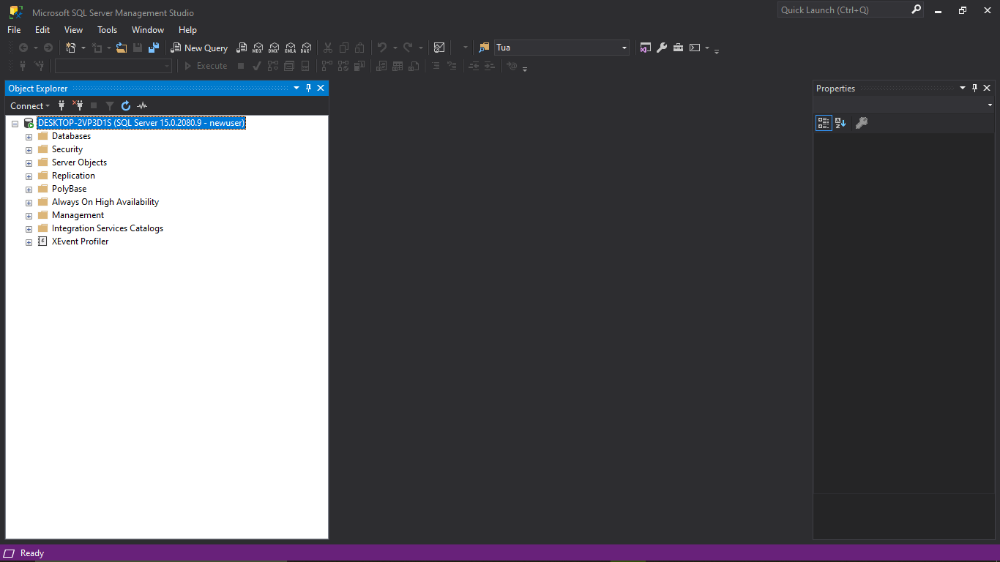 Microsoft SQL Server Management Studio
Quick Launch (Ctrl+Q)
File Edit View Tools Window Help
New Query MDX DMX XMLA DAX Tua
Execute
Object Explorer
Properties
Connect
A
Z
DESKTOP-2VP3D1S (SQL Server 15.0.2080.9 - newuser)
Databases
Security
Server Objects
Replication
PolyBase
Always On High Availability
Management
Integration Services Catalogs
XEvent Profiler
Ready